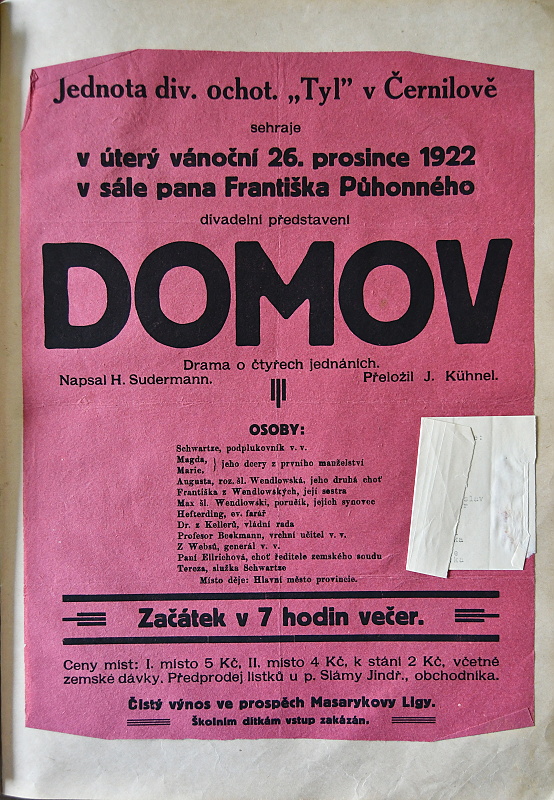 Jednota div. ochot. „Tyl” v Černilově
sehraje
v úterý vánoční 26. prosince 1922
v sále pana Františka Půhonného
divadelní představení
DOMOV
Drama o čtyřech jednáních.
Napsal H. Sudermann. Přeložil J. Kühnel.
OSOBY:
Schwartze, podplukovník v. v.
Magda,
Marie, } jeho dcery z prvního manželství
Augusta, roz. šl. Wendlowská, jeho druhá choť
Františka z Wendlowských, její sestra
Max šl. Wendlowski, poručík, jejich synovec
Hefterding, ev. farář
Dr. z Kellerů, vládní rada
Profesor Beekmann, vrchní učitel v. v.
Z Websů, generál v. v.
Paní Ellrichová, choť ředitele zemského soudu
Tereza, služka Schwartze
Místo děje: Hlavní město provincie.
Začátek v 7 hodin večer.
Ceny míst: I. místo 5 Kč, II. místo 4 Kč, k stání 2 Kč, včetně
zemské dávky. Předprodej lístků u p. Slámy Jindř., obchodníka.
Čistý výnos ve prospěch Masarykovy Ligy.
Školním dítkám vstup zakázán.